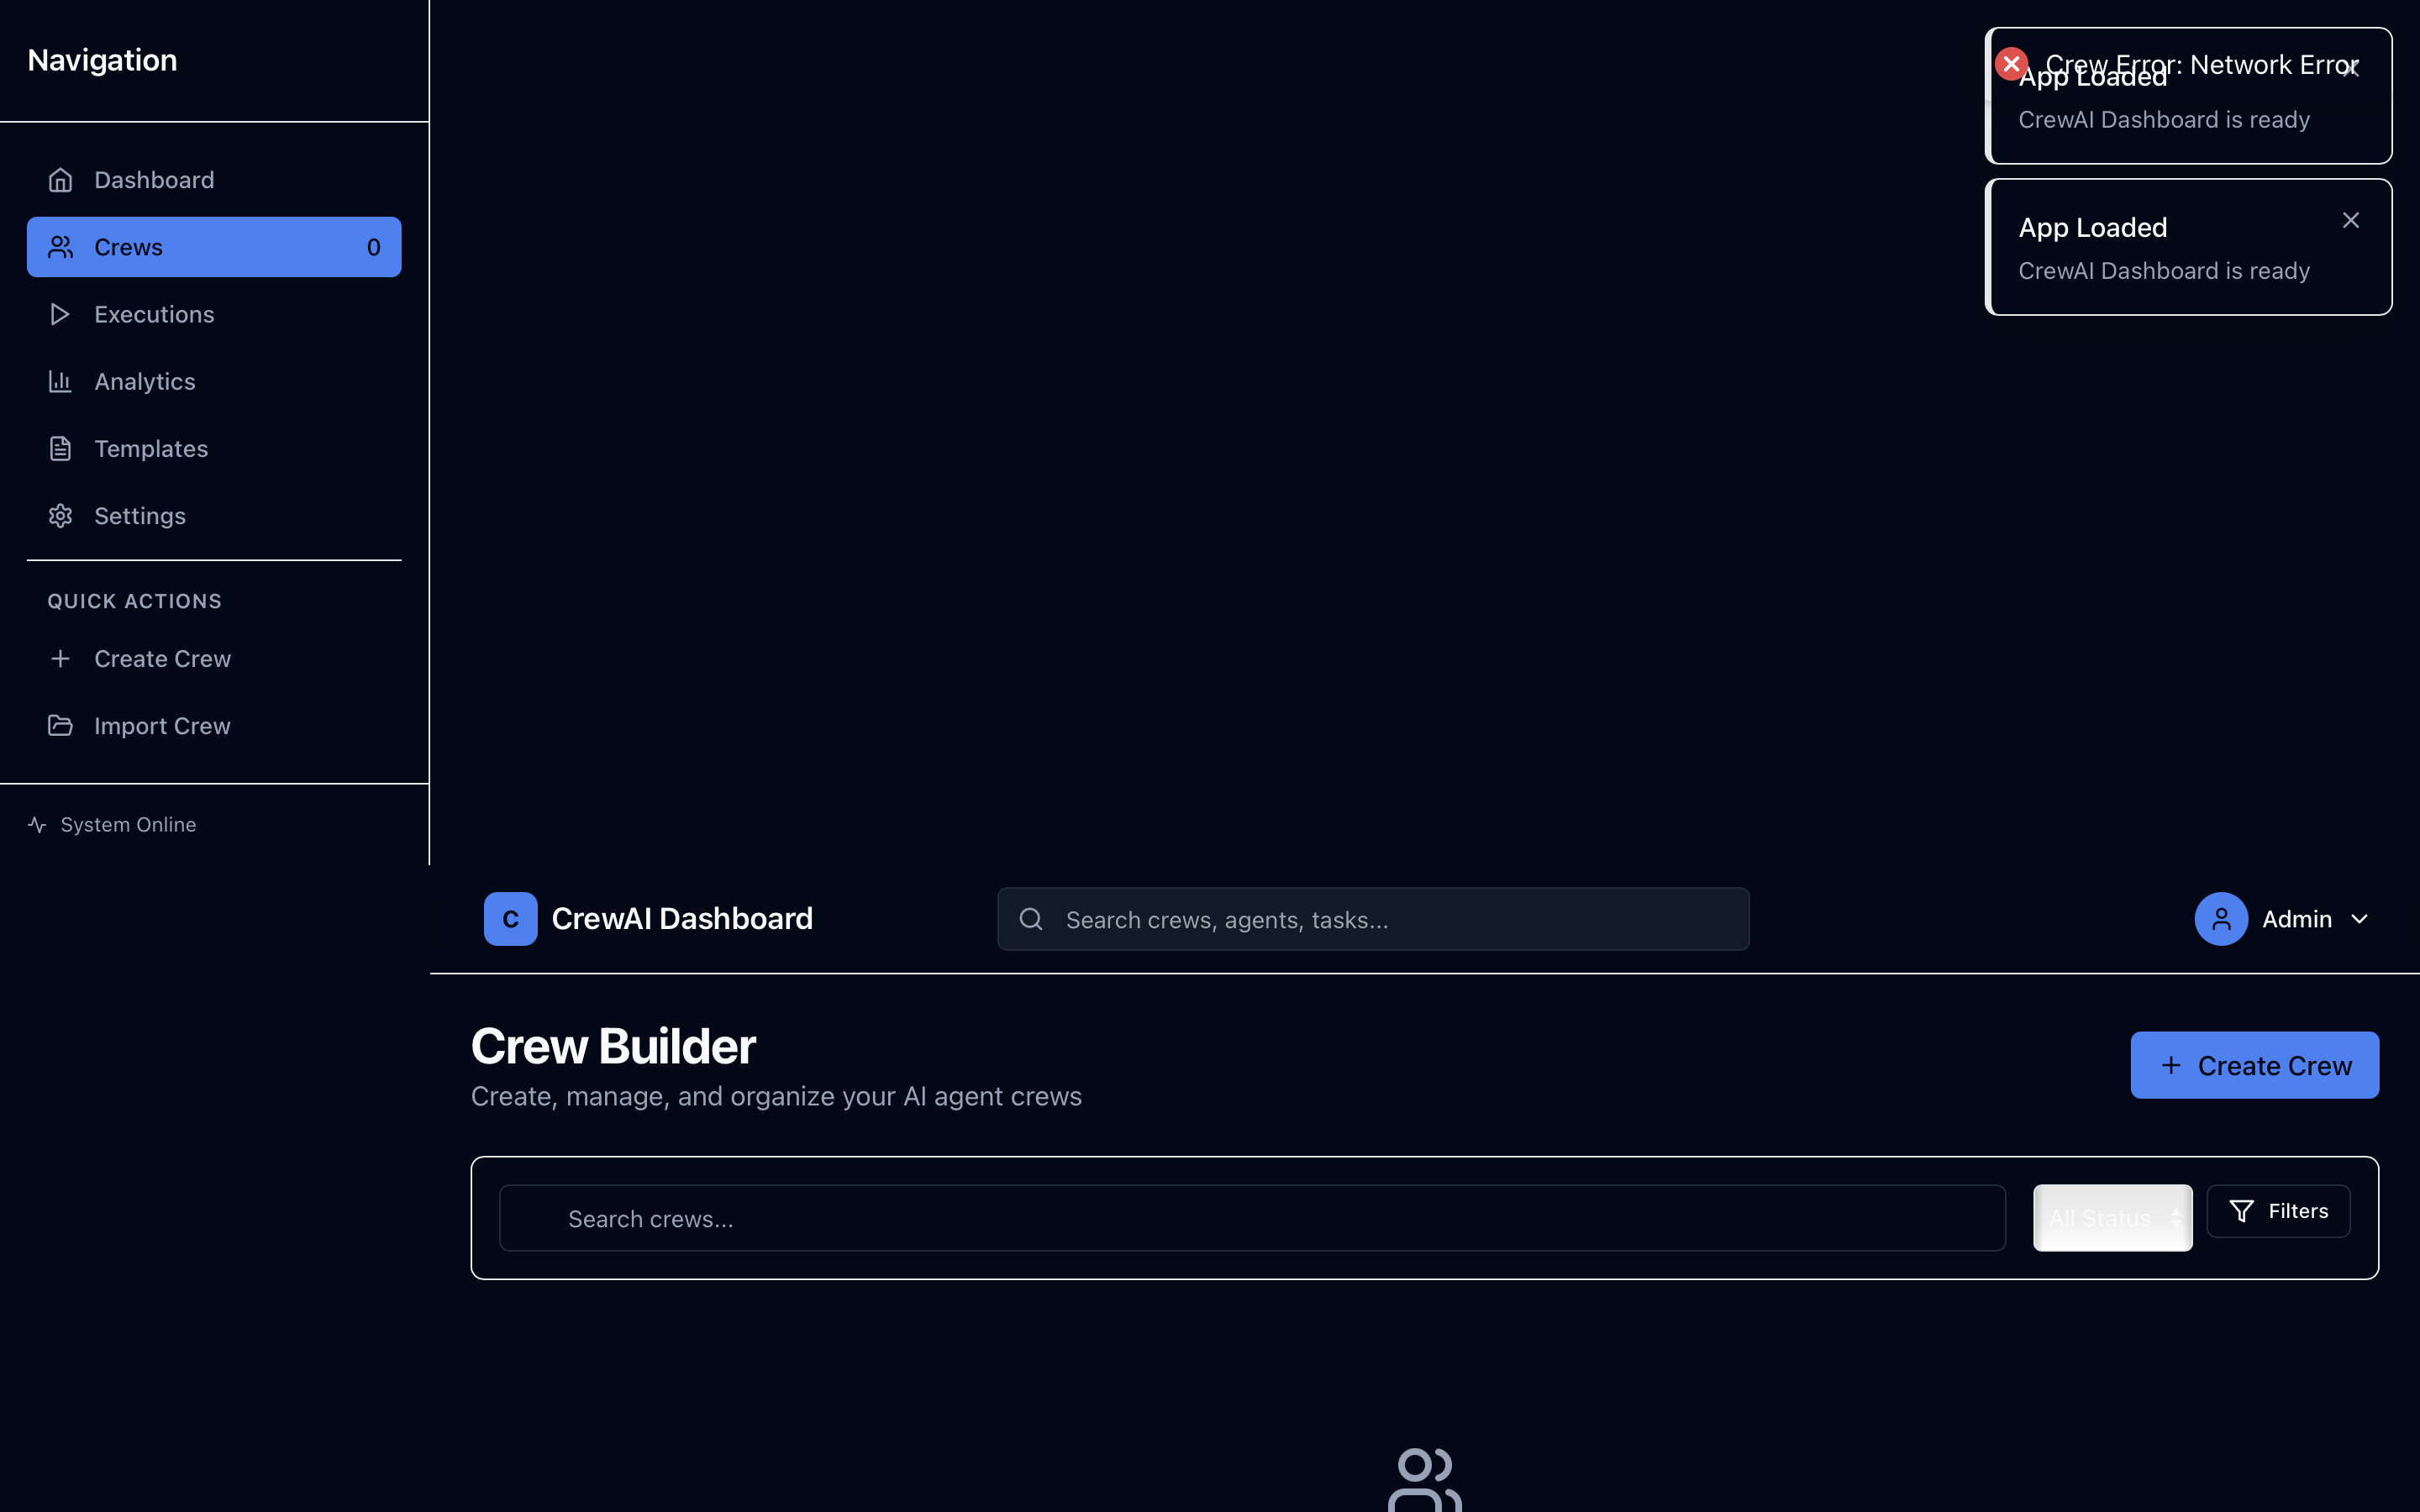 Navigation
Dashboard
Crews 0
Executions
Analytics
Templates
Settings
QUICK ACTIONS
Create Crew
Import Crew
System Online
Crew Error: Network Error
App Loaded
CrewAI Dashboard is ready
App Loaded
CrewAI Dashboard is ready
C CrewAI Dashboard
Search crews, agents, tasks...
Admin
Crew Builder
Create, manage, and organize your AI agent crews
Create Crew
Search crews...
All Status
Filters